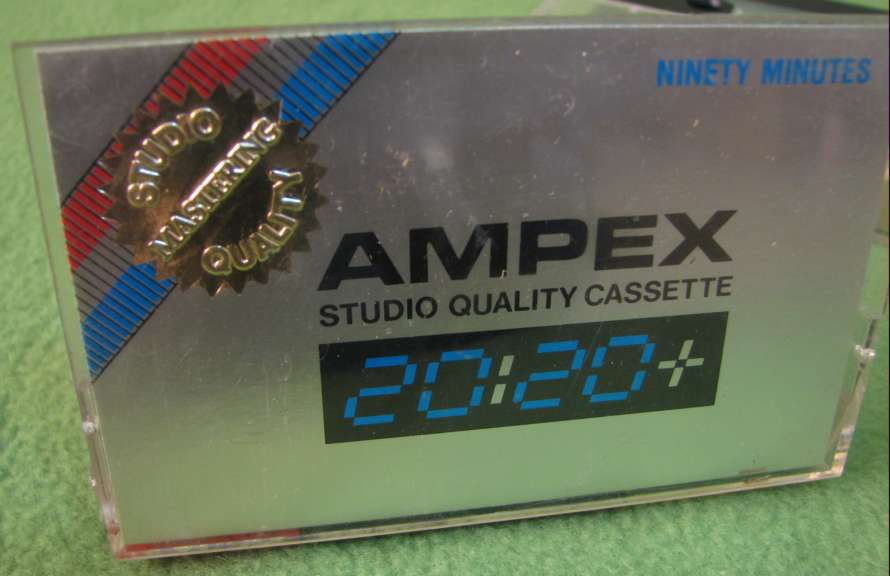 NINETY MINUTES
STUDIO
MASTERING
QUALITY
AMPEX
STUDIO QUALITY CASSETTE
20:20+